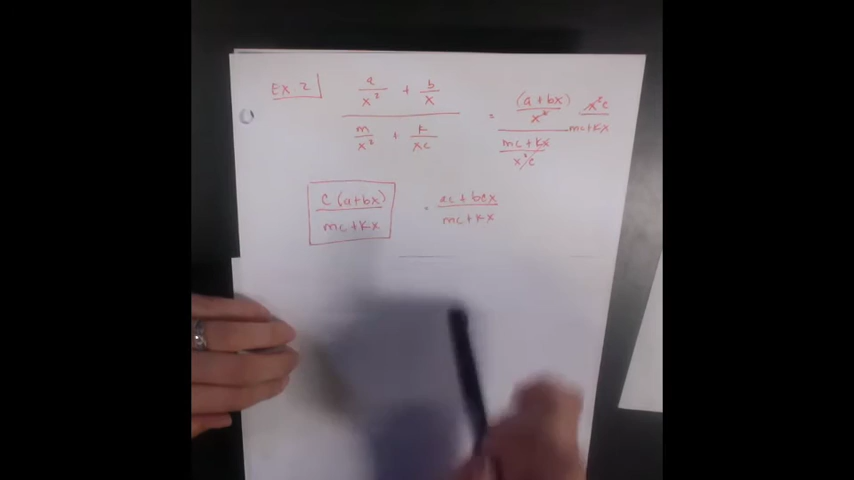 Ex. 2
a/x² + b/x
m/x² + k/xc
= (a+bx)/x² x²c/mc+kx
mc+kx/x²c
c(a+bx)/mc+kx = ac+bcx/mc+kx